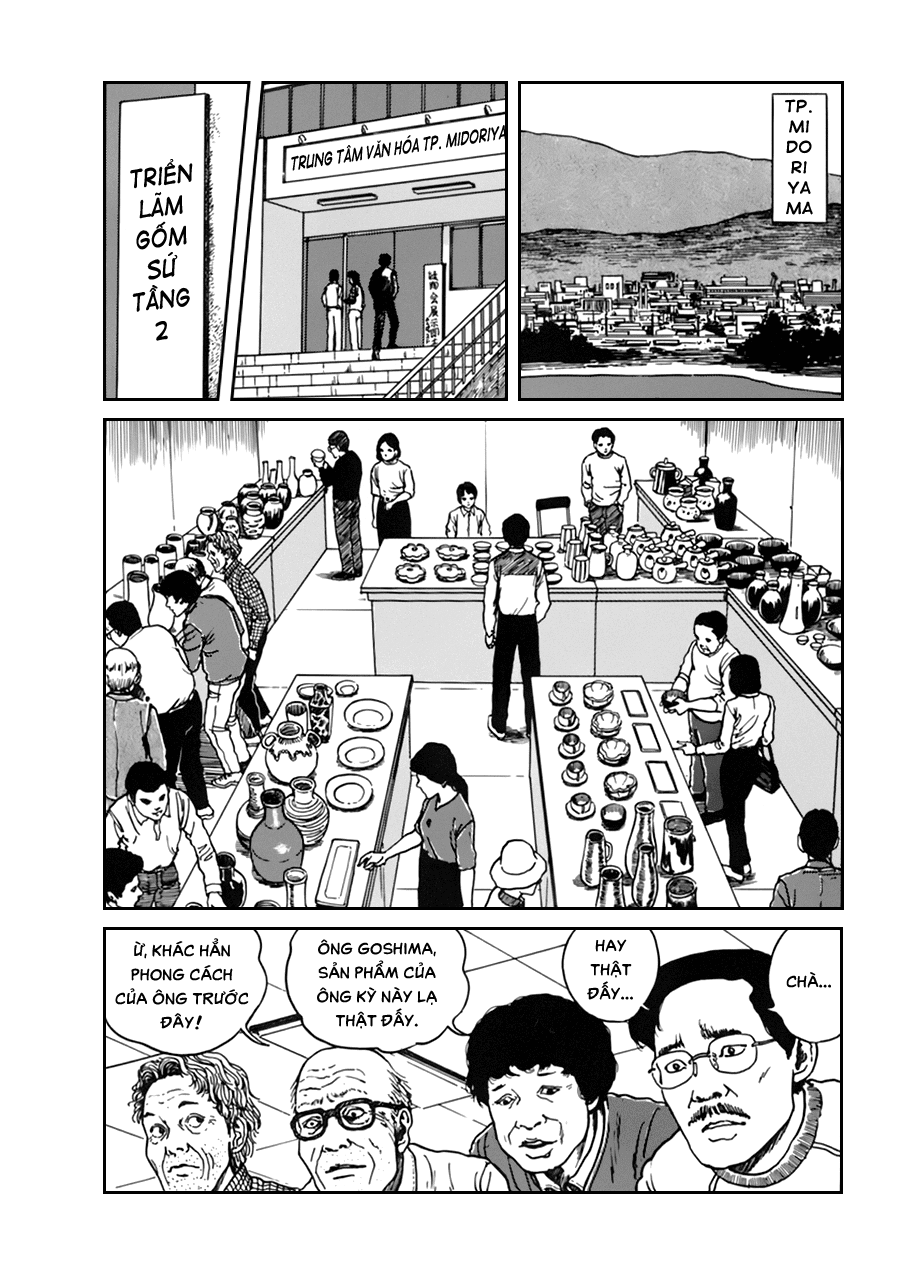 TP.
MI
DO
RI
YA
MA
TRUNG TÂM VĂN HÓA TP. MIDORIYA
TRIỂN
LÃM
GỐM
SỨ
TẦNG
2
CHÀ...
HAY
THẬT
ĐẤY...
ÔNG GOSHIMA,
SẢN PHẨM CỦA
ÔNG KỲ NÀY LẠ
THẬT ĐẤY.
Ừ, KHÁC HẲN
PHONG CÁCH
CỦA ÔNG TRƯỚC
ĐÂY!